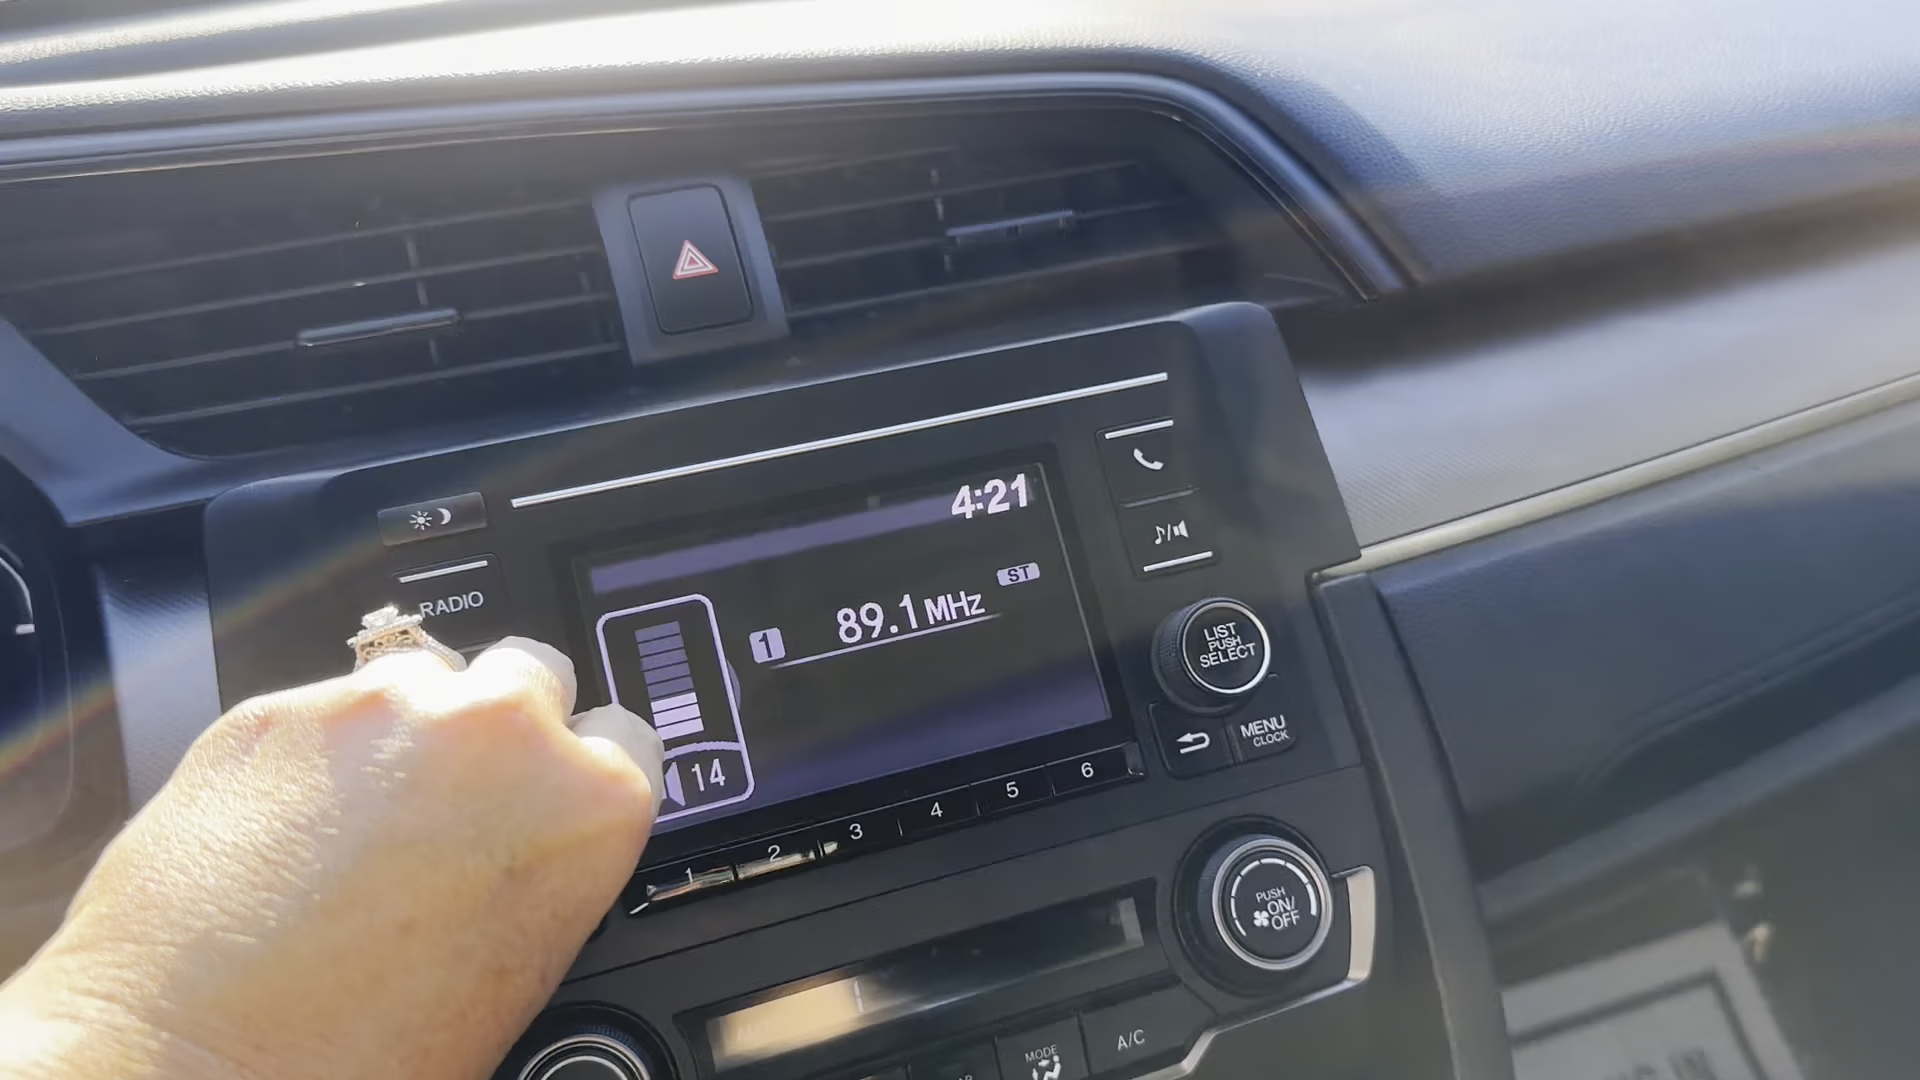 4:21
RADIO
ST
89.1 MHz
1
LIST
PUSH
SELECT
MENU
CLOCK
14
1 2 3 4 5 6
PUSH
ON/
OFF
MODE
A/C